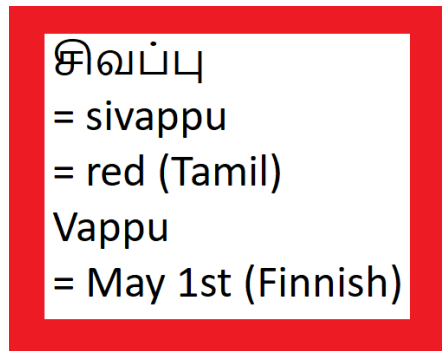 சிவப்பு
= sivappu
= red (Tamil)
Vappu
= May 1st (Finnish)